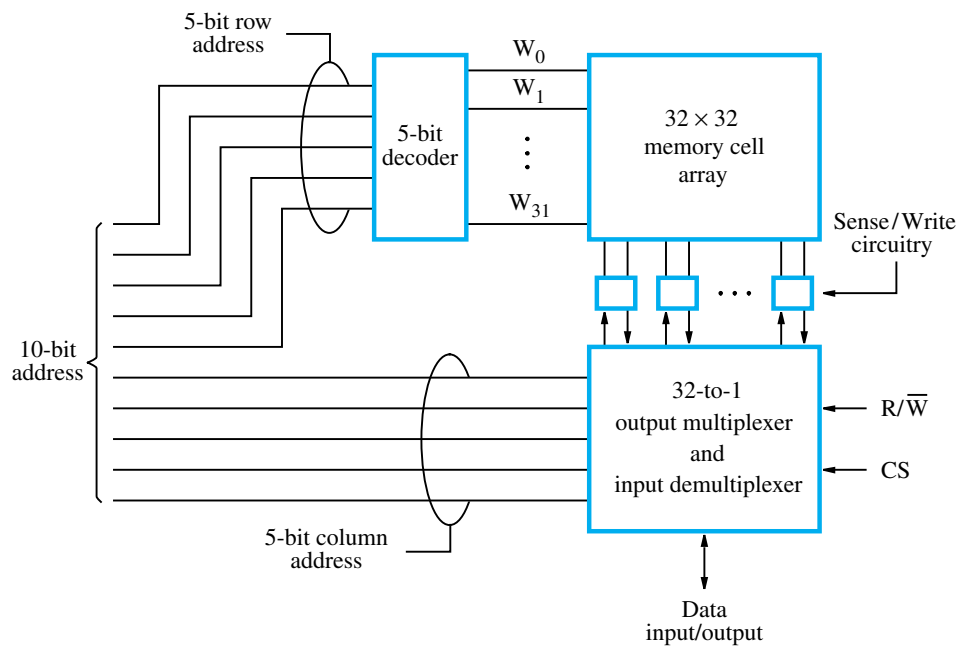 5-bit row
address
W0
W1
W31
5-bit
decoder
32 × 32
memory cell
array
Sense/Write
circuitry
10-bit
address
32-to-1
output multiplexer
and
input demultiplexer
R/W̅
CS
5-bit column
address
Data
input/output